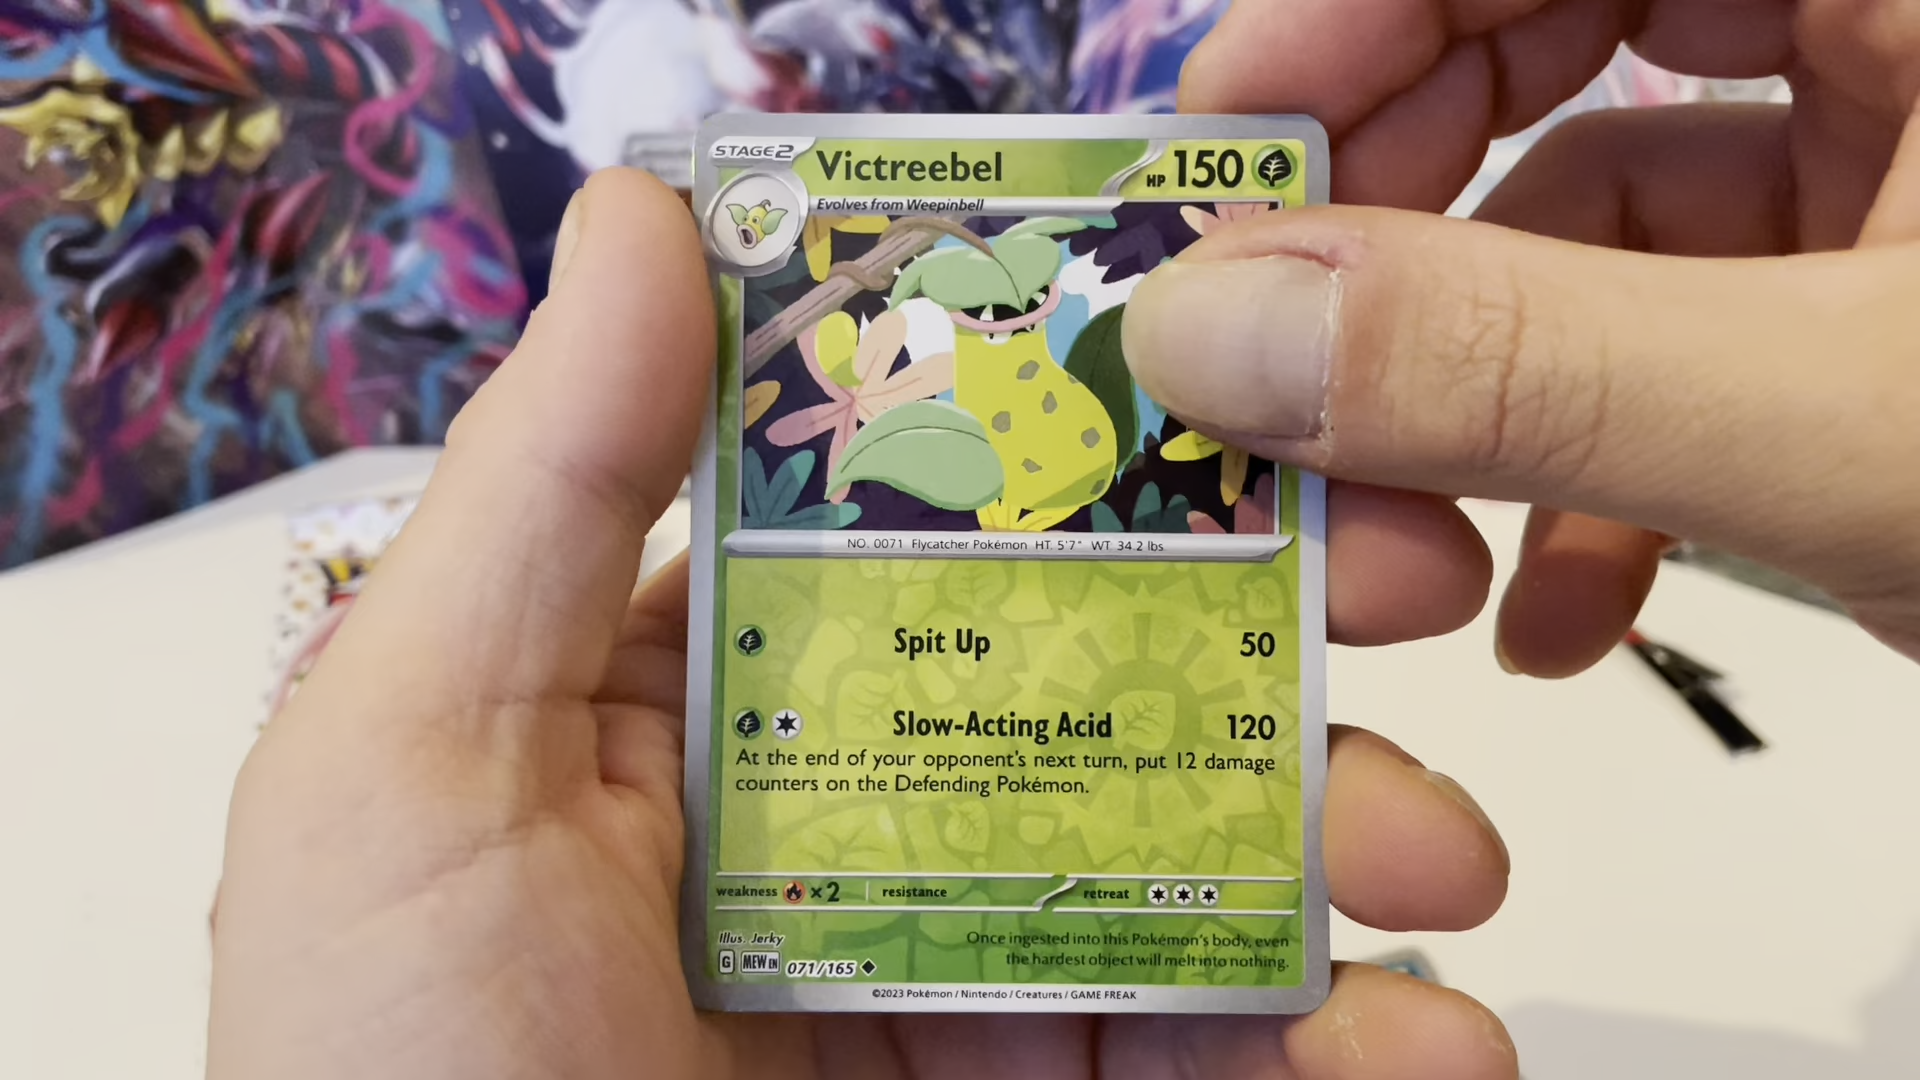 STAGE2
Victreebel
HP 150
Evolves from Weepinbell
NO. 0071 Flycatcher Pokémon HT. 5'7" WT. 34.2 lbs.
Spit Up 50
Slow-Acting Acid 120
At the end of your opponent's next turn, put 12 damage
counters on the Defending Pokémon.
weakness ×2 resistance retreat
Illus. Jerky
Once ingested into this Pokémon's body, even
the hardest object will melt into nothing.
G MEW EN 071/165
©2023 Pokémon / Nintendo / Creatures / GAME FREAK